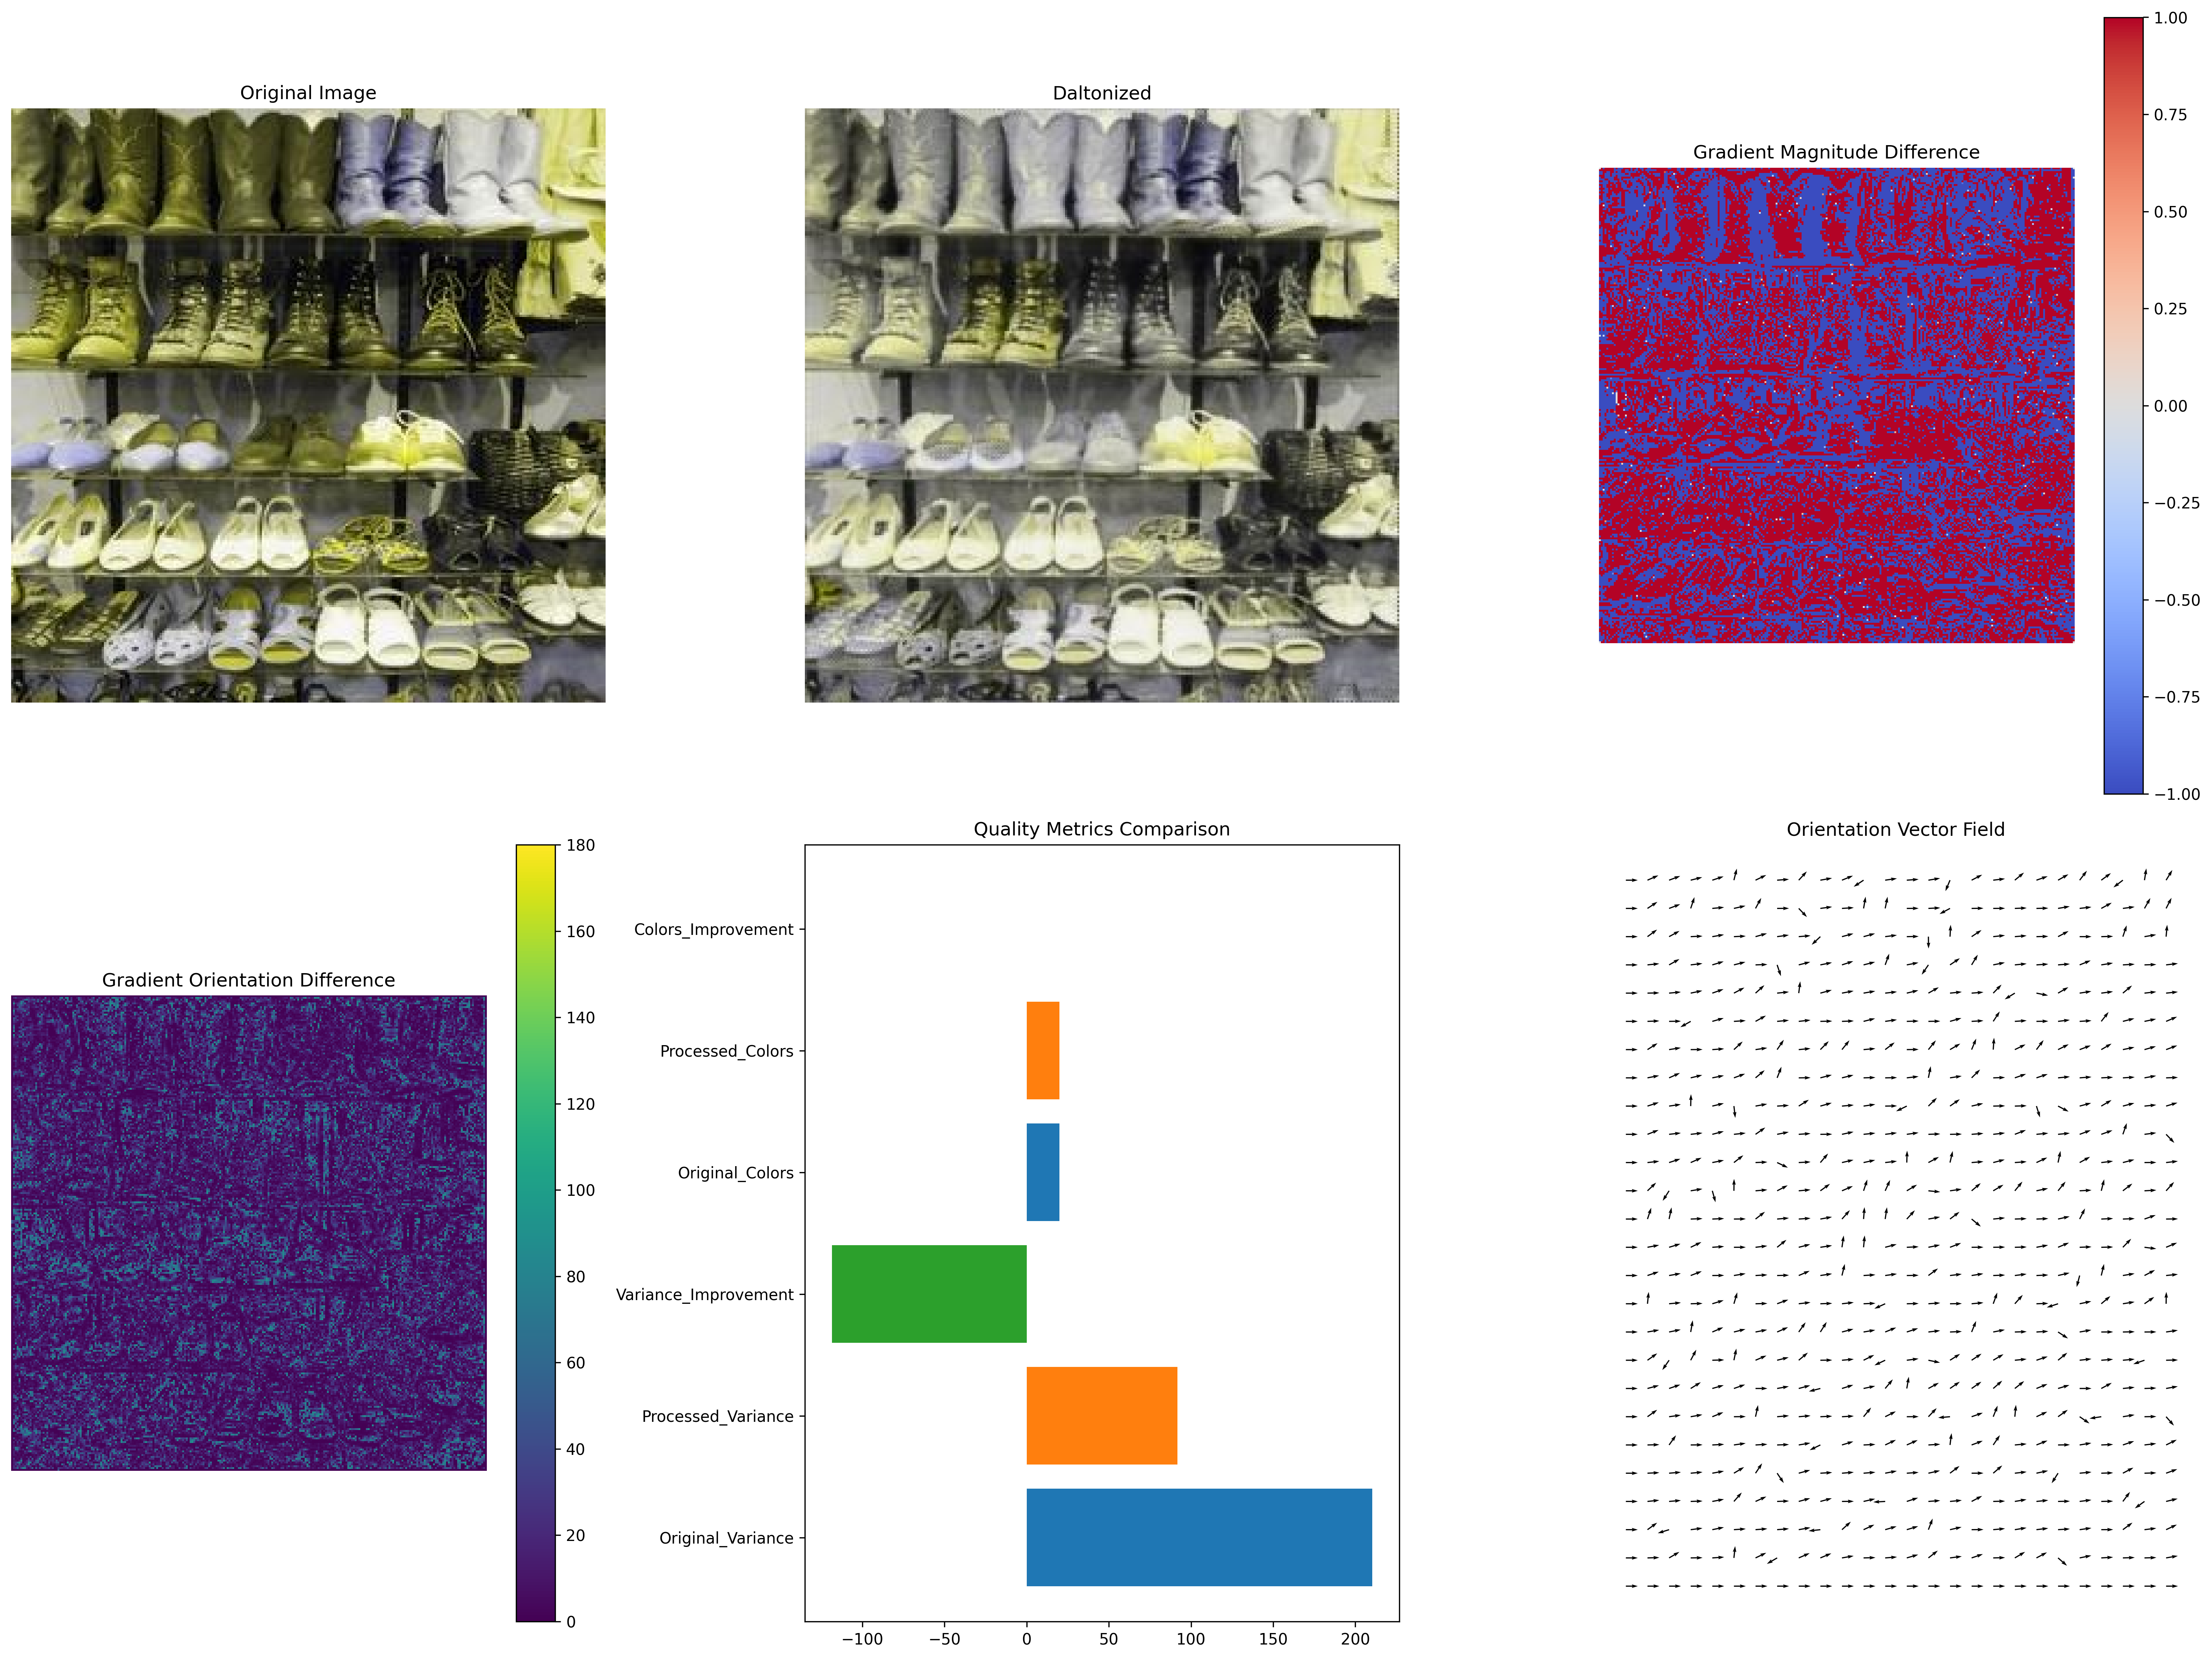 Original Image
Daltonized
Gradient Magnitude Difference
1.00
0.75
0.50
0.25
0.00
−0.25
−0.50
−0.75
−1.00
Gradient Orientation Difference
180
160
140
120
100
80
60
40
20
0
Quality Metrics Comparison
Colors_Improvement
Processed_Colors
Original_Colors
Variance_Improvement
Processed_Variance
Original_Variance
−100
−50
0
50
100
150
200
Orientation Vector Field